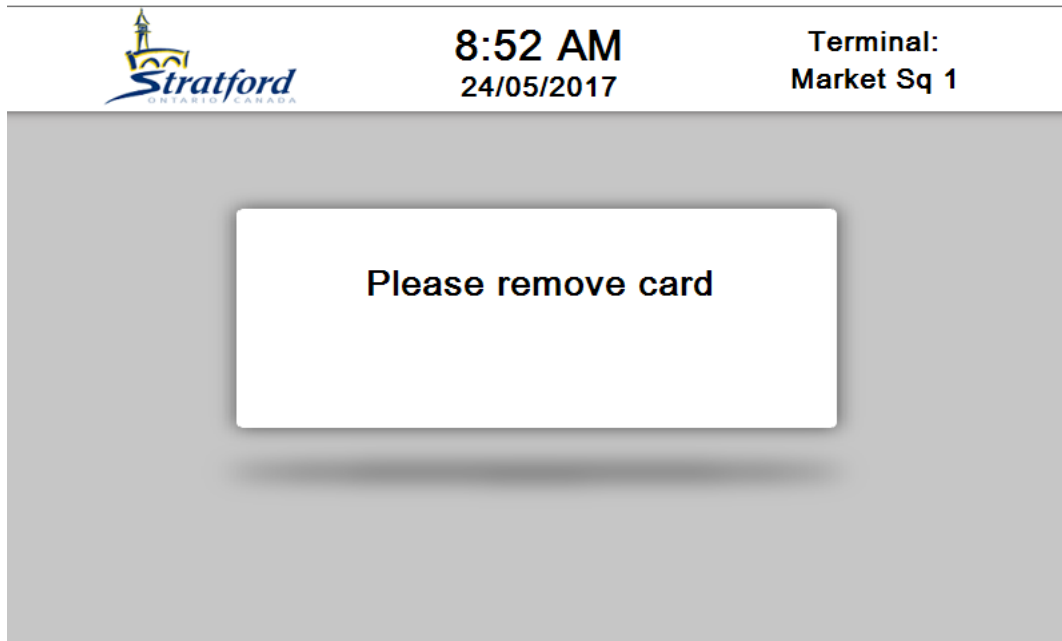 Stratford
ONTARIO CANADA
8:52 AM
24/05/2017
Terminal:
Market Sq 1
Please remove card